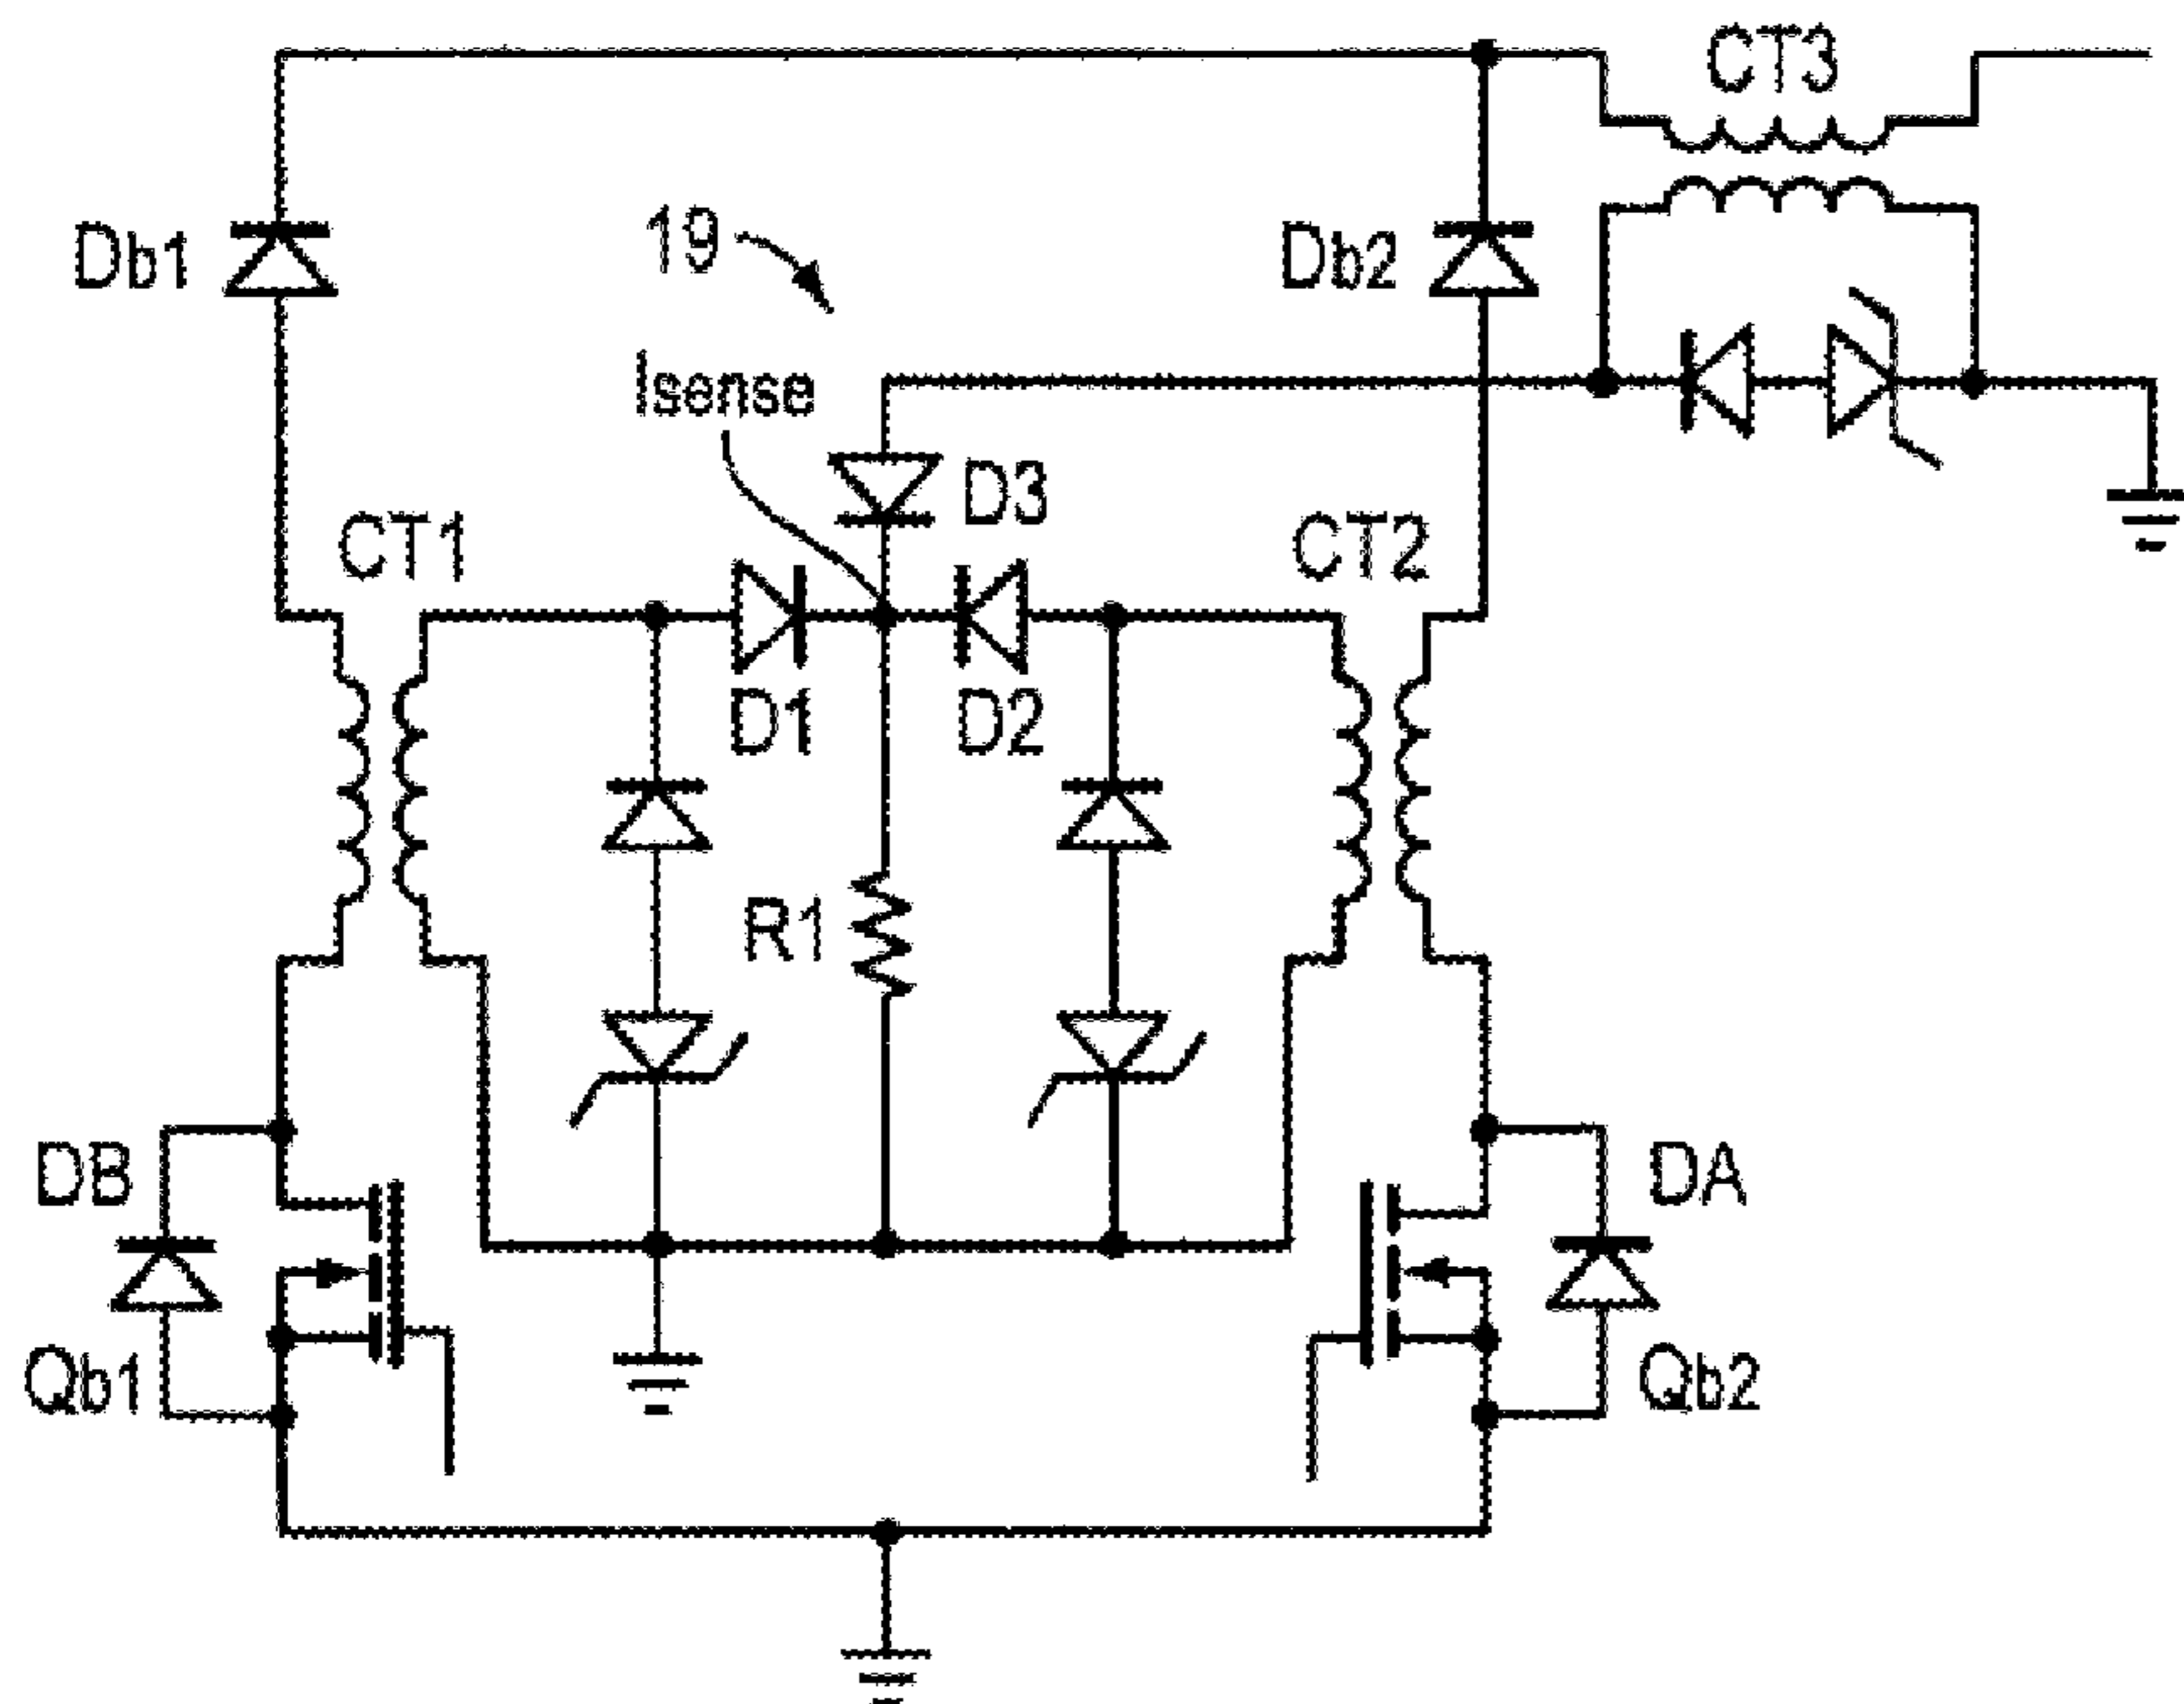 CT3
Db1
19
Db2
Isense
D3
CT1
CT2
D1
D2
R1
DB
DA
Qb1
Qb2